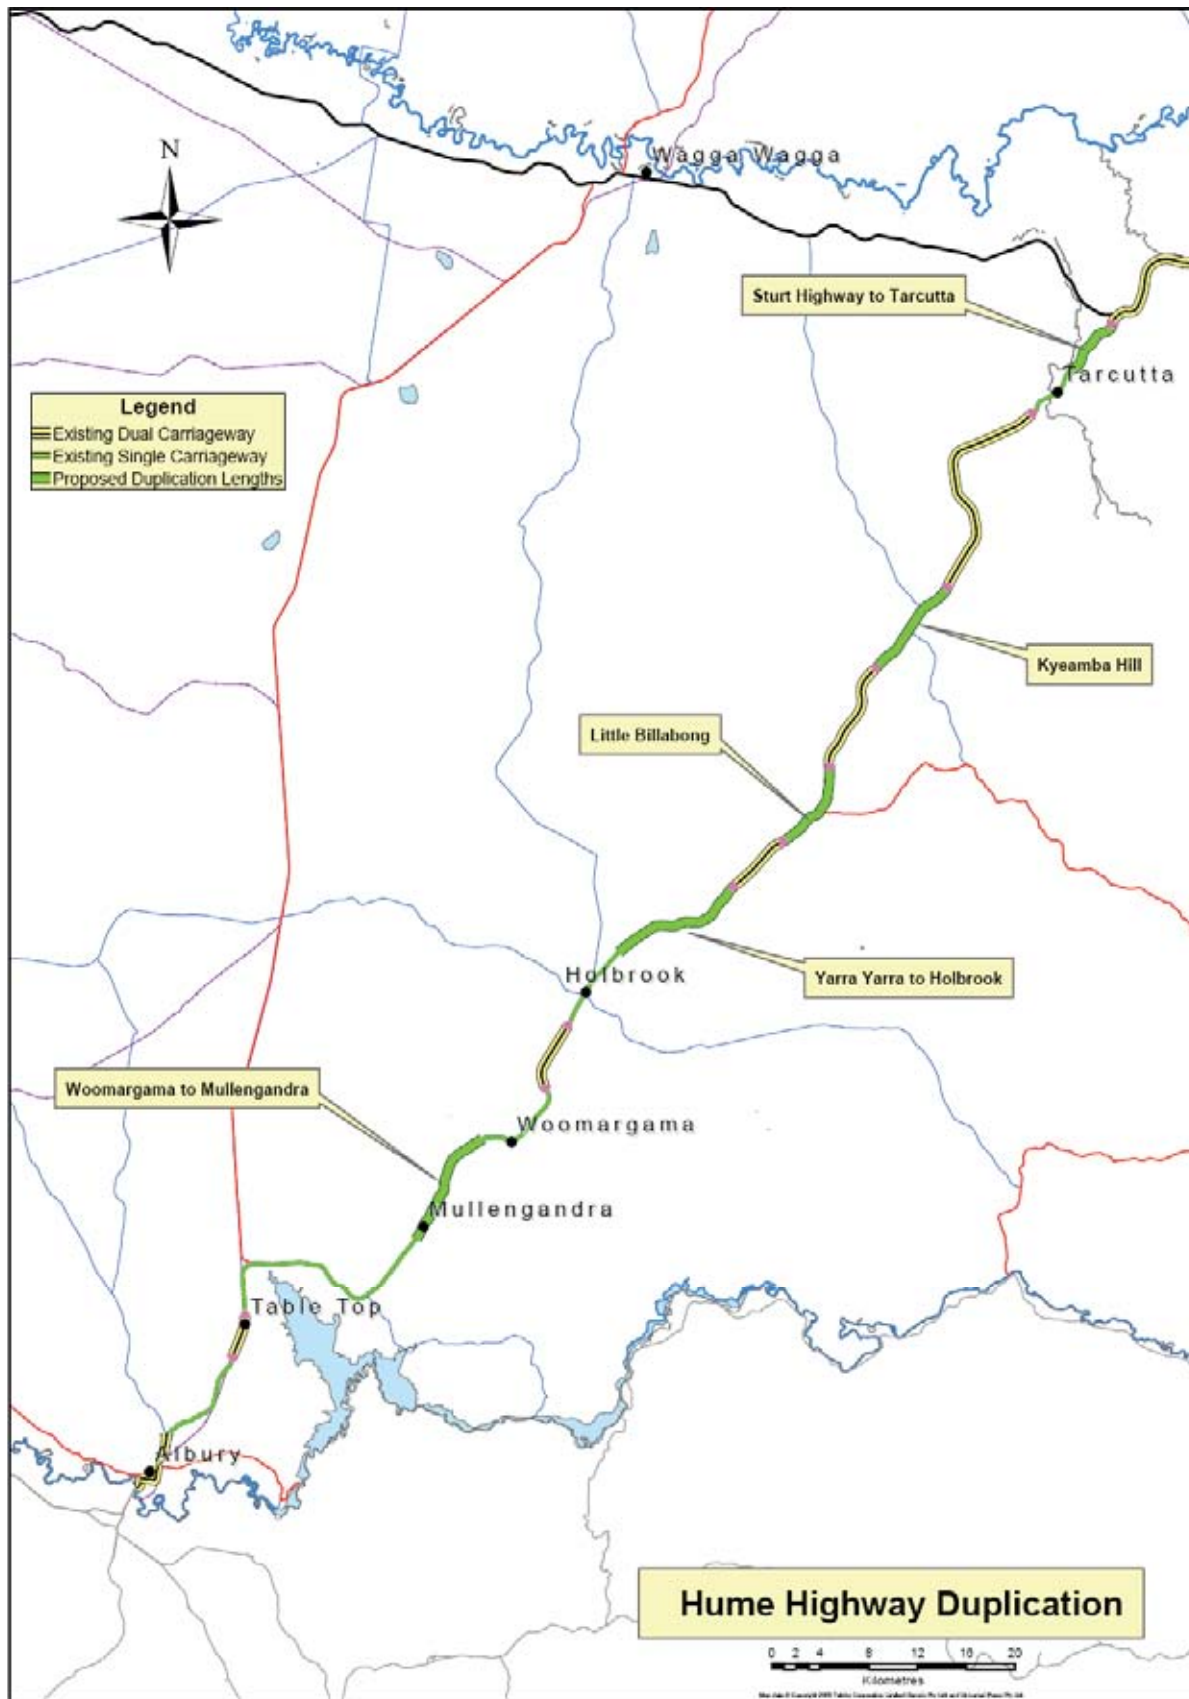 N
Wagga Wagga
Sturt Highway to Tarcutta
Tarcutta
Legend
Existing Dual Carriageway
Existing Single Carriageway
Proposed Duplication Lengths
Kyeamba Hill
Little Billabong
Holbrook
Yarra Yarra to Holbrook
Woomargama to Mullengandra
Woomargama
Mullengandra
Table Top
Albury
Hume Highway Duplication
0 2 4 8 12 16 20
Kilometres